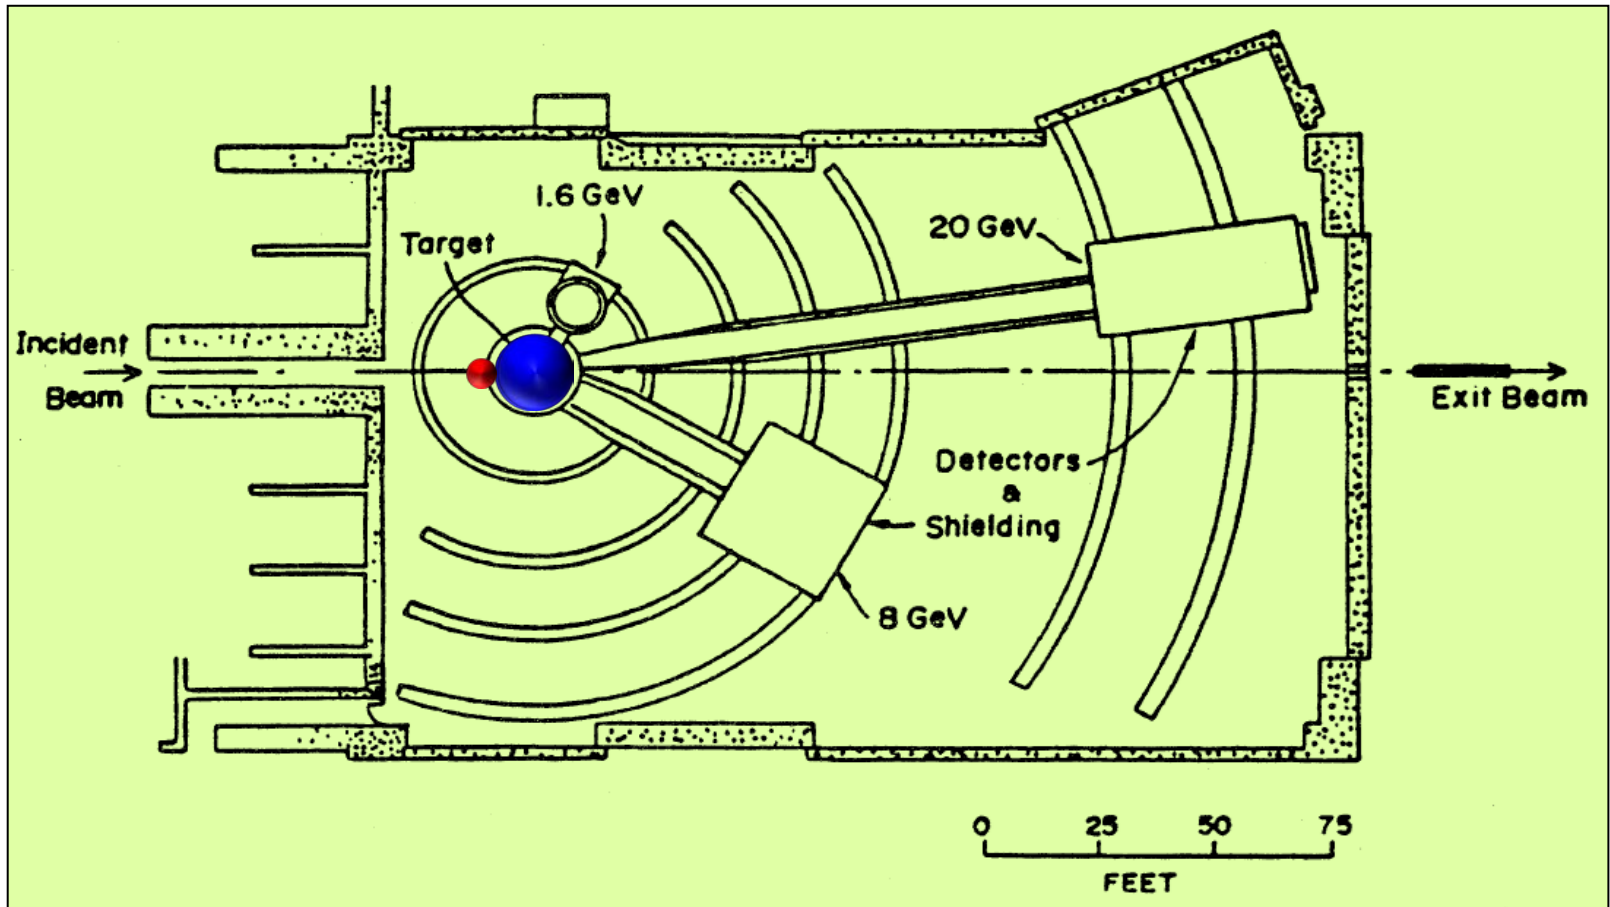 1.6 GeV
Target
20 GeV
Incident
Beam
Exit Beam
Detectors
&
Shielding
8 GeV
0 25 50 75
FEET